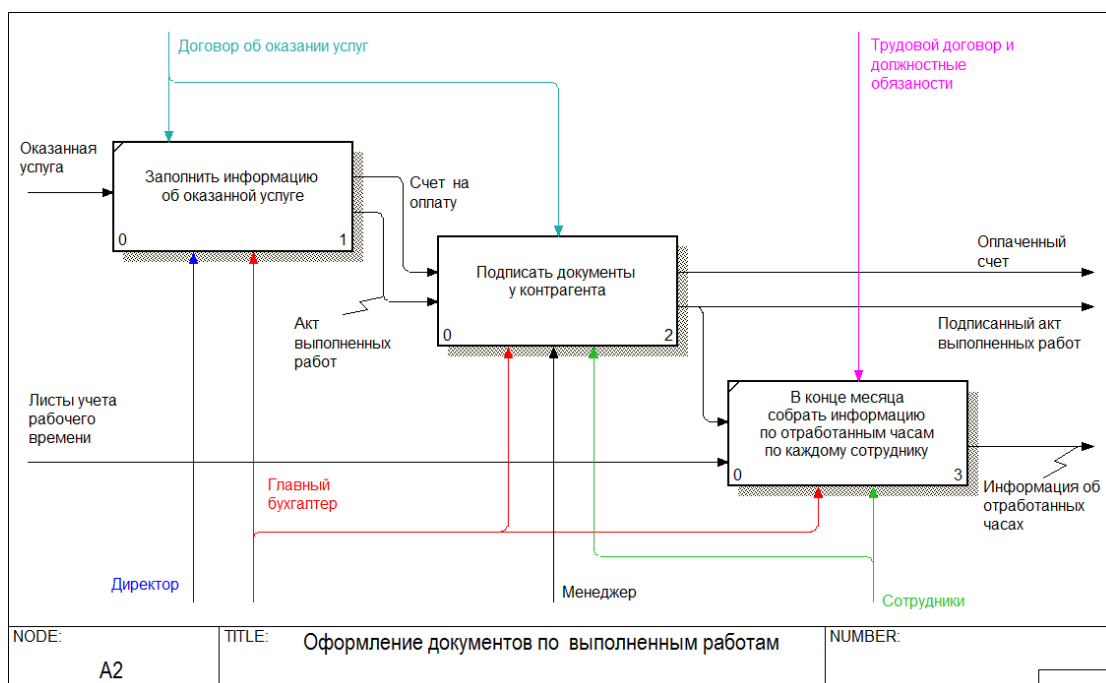 Договор об оказании услуг
Трудовой договор и
должностные
обязаности
Оказанная
услуга
Заполнить информацию
об оказанной услуге
0 1
Счет на
оплату
Подписать документы
у контрагента
0 2
Оплаченный
счет
Акт
выполненных
работ
Подписанный акт
выполненных работ
Листы учета
рабочего
времени
В конце месяца
собрать информацию
по отработанным часам
по каждому сотруднику
0 3
Главный
бухгалтер
Информация об
отработанных
часах
Директор
Менеджер
Сотрудники
NODE:
A2
TITLE: Оформление документов по выполненным работам
NUMBER: